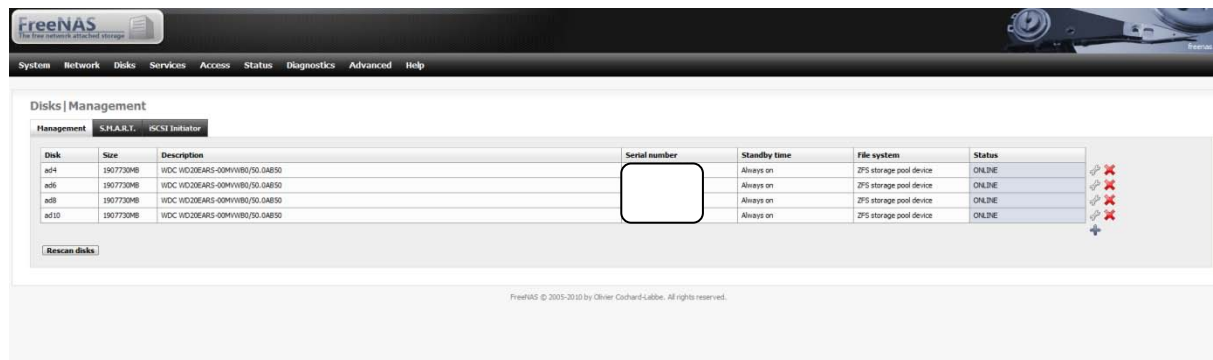 FreeNAS
The free network attached storage
freenas
System Network Disks Services Access Status Diagnostics Advanced Help
Disks|Management
Management S.M.A.R.T. iSCSI Initiator
Disk Size Description Serial number Standby time File system Status
ad4 1907730MB WDC WD20EARS-00MVWB0/50.0AB50 Always on ZFS storage pool device ONLINE
ad6 1907730MB WDC WD20EARS-00MVWB0/50.0AB50 Always on ZFS storage pool device ONLINE
ad8 1907730MB WDC WD20EARS-00MVWB0/50.0AB50 Always on ZFS storage pool device ONLINE
ad10 1907730MB WDC WD20EARS-00MVWB0/50.0AB50 Always on ZFS storage pool device ONLINE
Rescan disks
FreeNAS © 2005-2010 by Olivier Cochard-Labbe. All rights reserved.